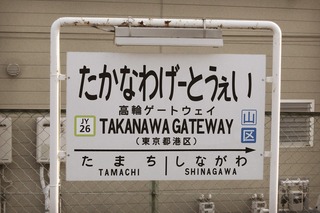 たかなわげーとうぇい
高輪ゲートウェイ
JY
26
TAKANAWA GATEWAY
山
区
(東京都港区)
たまち しながわ
TAMACHI SHINAGAWA